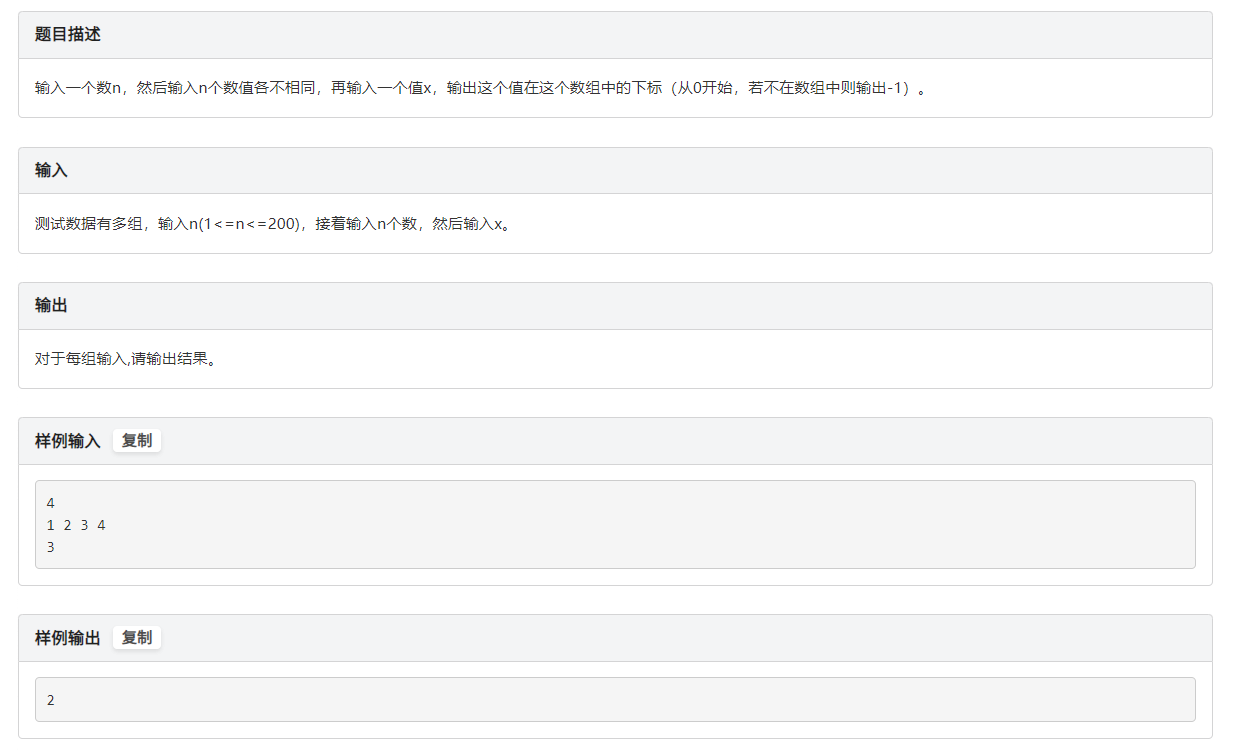 题目描述
输入一个数n，然后输入n个数值各不相同，再输入一个值x，输出这个值在这个数组中的下标（从0开始，若不在数组中则输出-1）。
输入
测试数据有多组，输入n(1<=n<=200)，接着输入n个数，然后输入x。
输出
对于每组输入,请输出结果。
样例输入 复制
4
1 2 3 4
3
样例输出 复制
2